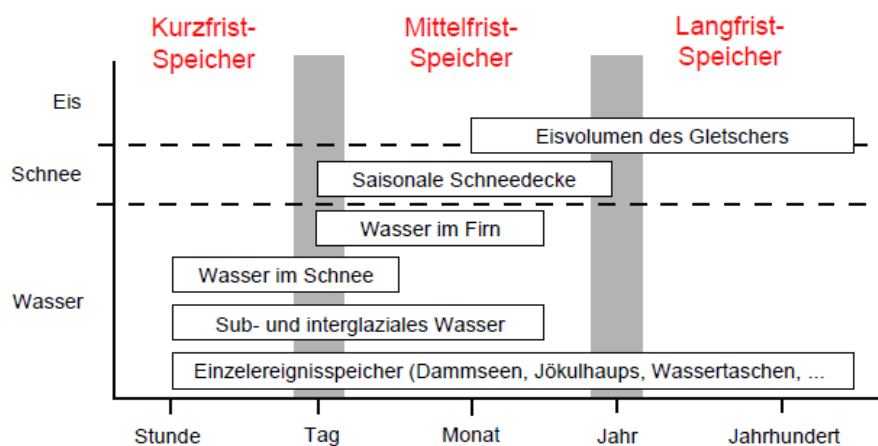 Kurzfrist-
Speicher
Mittelfrist-
Speicher
Langfrist-
Speicher
Eis
Eisvolumen des Gletschers
Schnee
Saisonale Schneedecke
Wasser im Firn
Wasser im Schnee
Wasser
Sub- und interglaziales Wasser
Einzelereignisspeicher (Dammseen, Jökulhaups, Wassertaschen, ...
Stunde
Tag
Monat
Jahr
Jahrhundert